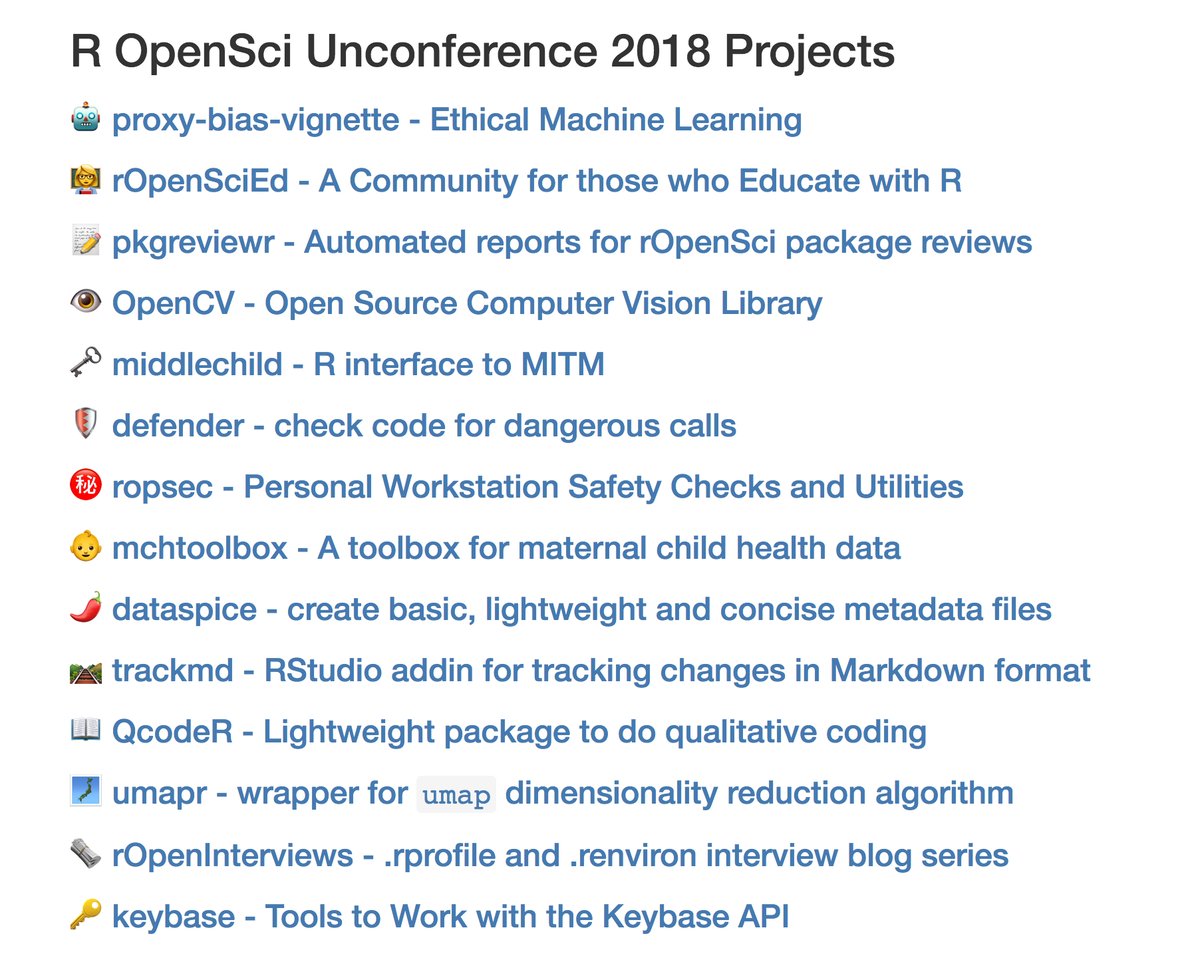 R OpenSci Unconference 2018 Projects
🤖 proxy-bias-vignette - Ethical Machine Learning
👩‍🏫 rOpenSciEd - A Community for those who Educate with R
📝 pkgreviewr - Automated reports for rOpenSci package reviews
👁 OpenCV - Open Source Computer Vision Library
🗝 middlechild - R interface to MITM
🛡 defender - check code for dangerous calls
㊙️ ropsec - Personal Workstation Safety Checks and Utilities
👶 mchtoolbox - A toolbox for maternal child health data
🌶 dataspice - create basic, lightweight and concise metadata files
🛤 trackmd - RStudio addin for tracking changes in Markdown format
📖 QcodeR - Lightweight package to do qualitative coding
🗾 umapr - wrapper for umap dimensionality reduction algorithm
🗞 rOpenInterviews - .rprofile and .renviron interview blog series
🔑 keybase - Tools to Work with the Keybase API